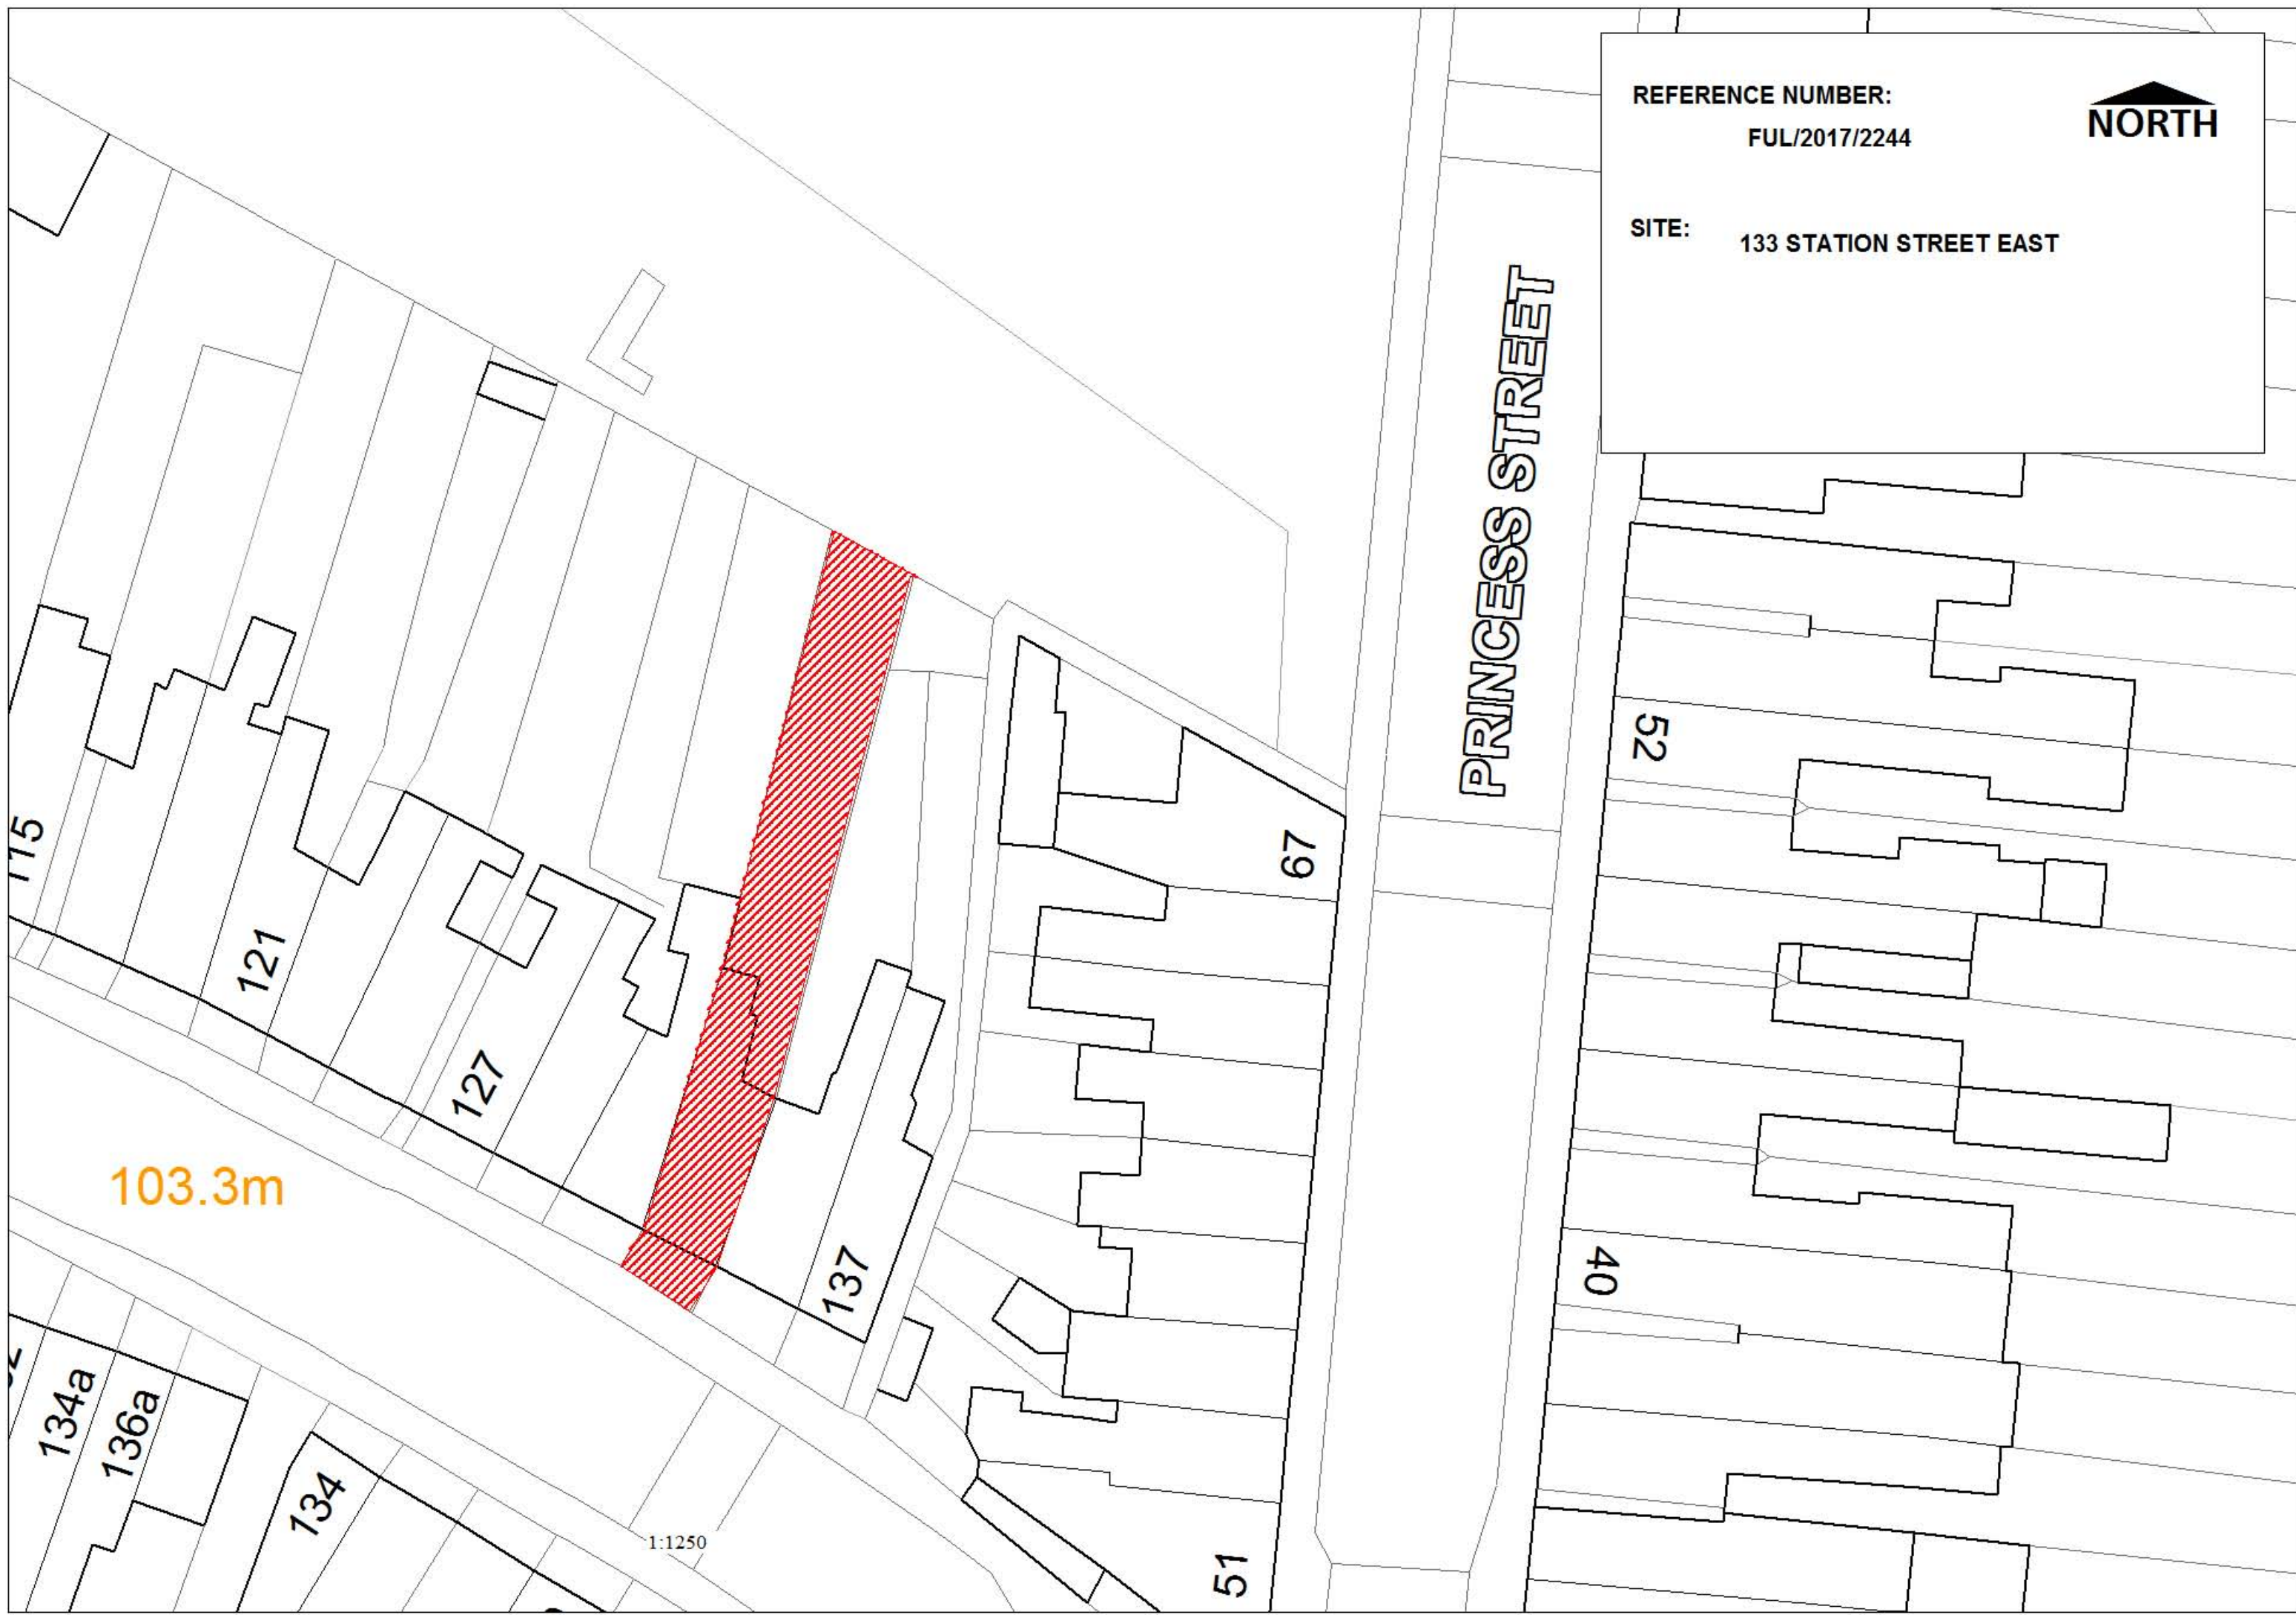 REFERENCE NUMBER:
NORTH
FUL/2017/2244
SITE:
133 STATION STREET EAST
PRINCESS STREET
52
115
67
121
127
103.3m
137
40
134a
136a
134
1:1250
51